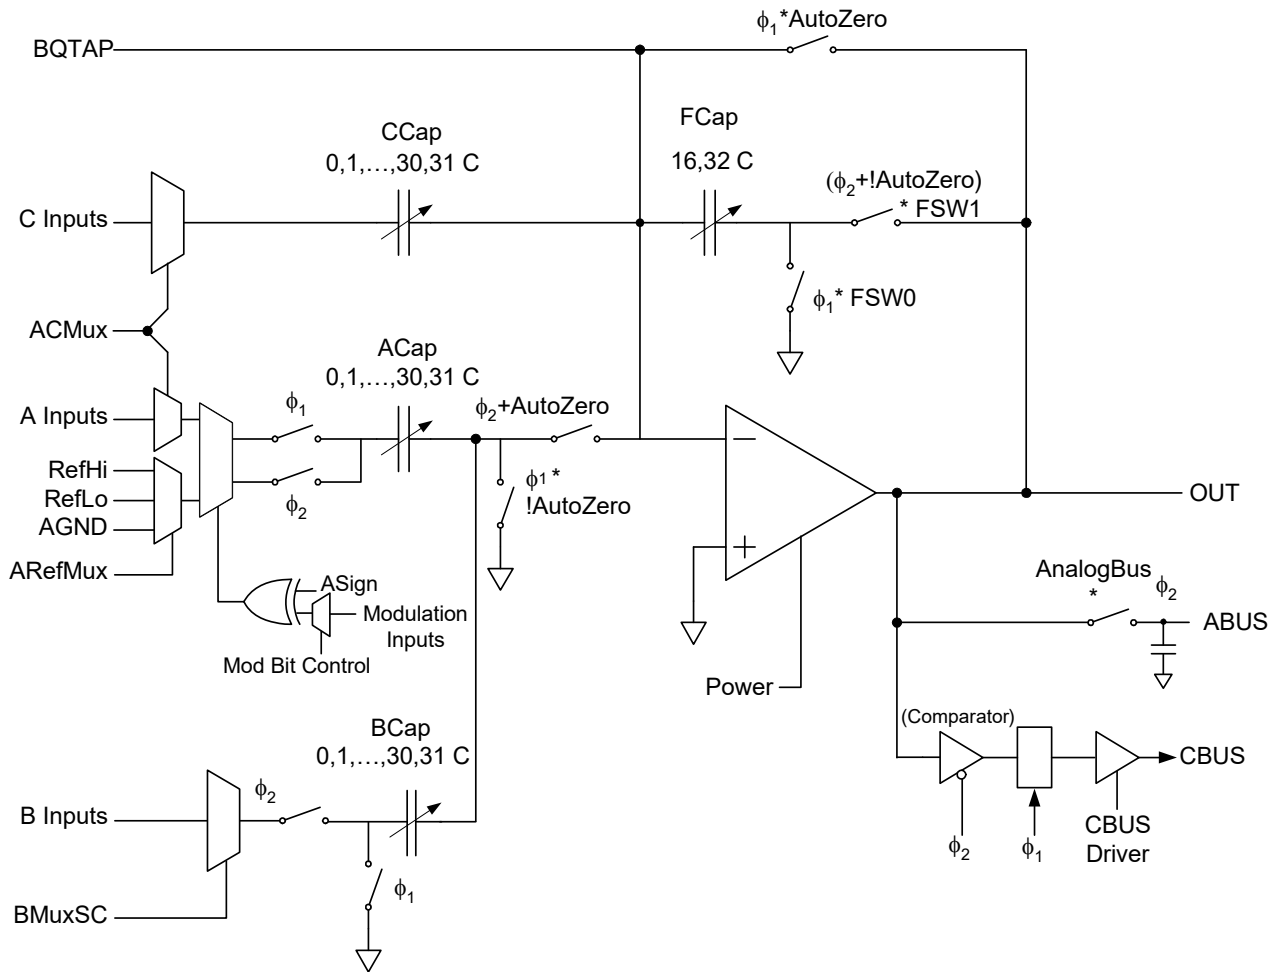 ϕ1*AutoZero
BQTAP
CCap
0,1,…,30,31 C
FCap
16,32 C
(ϕ2+!AutoZero)
* FSW1
C Inputs
ϕ1* FSW0
ACMux
ACap
0,1,…,30,31 C
A Inputs
ϕ1
ϕ2+AutoZero
RefHi
RefLo
AGND
ϕ2
ϕ1 *
!AutoZero
ARefMux
OUT
ASign
Modulation
Inputs
Mod Bit Control
AnalogBus
*
ϕ2
ABUS
Power
(Comparator)
BCap
0,1,…,30,31 C
CBUS
ϕ2
B Inputs
ϕ2
ϕ1
CBUS
Driver
ϕ1
BMuxSC